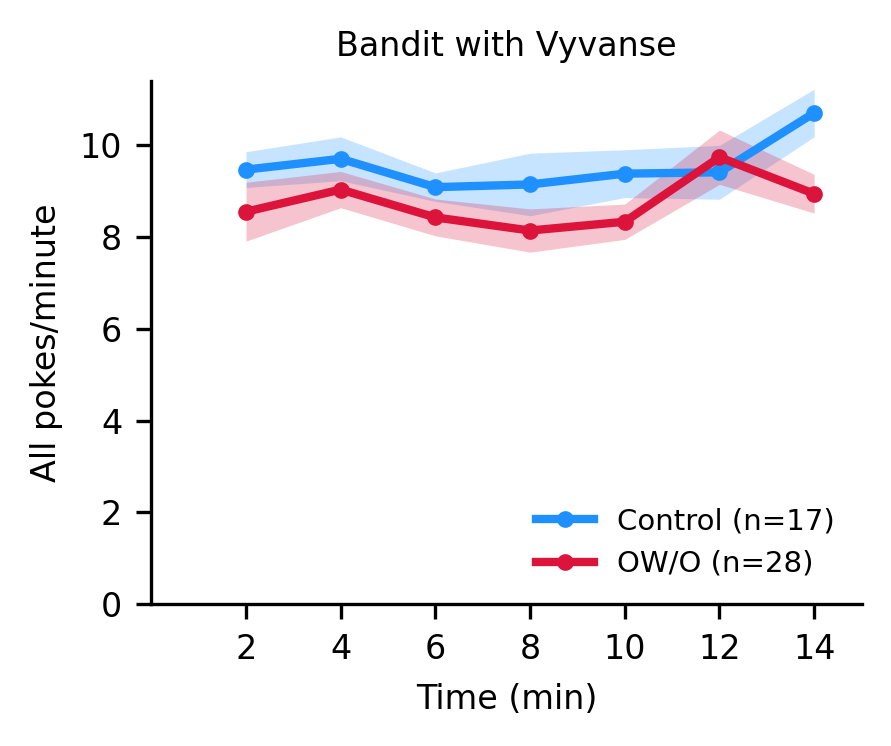 Bandit with Vyvanse
All pokes/minute
10
8
6
4
2
0
Control (n=17)
OW/O (n=28)
2 4 6 8 10 12 14
Time (min)